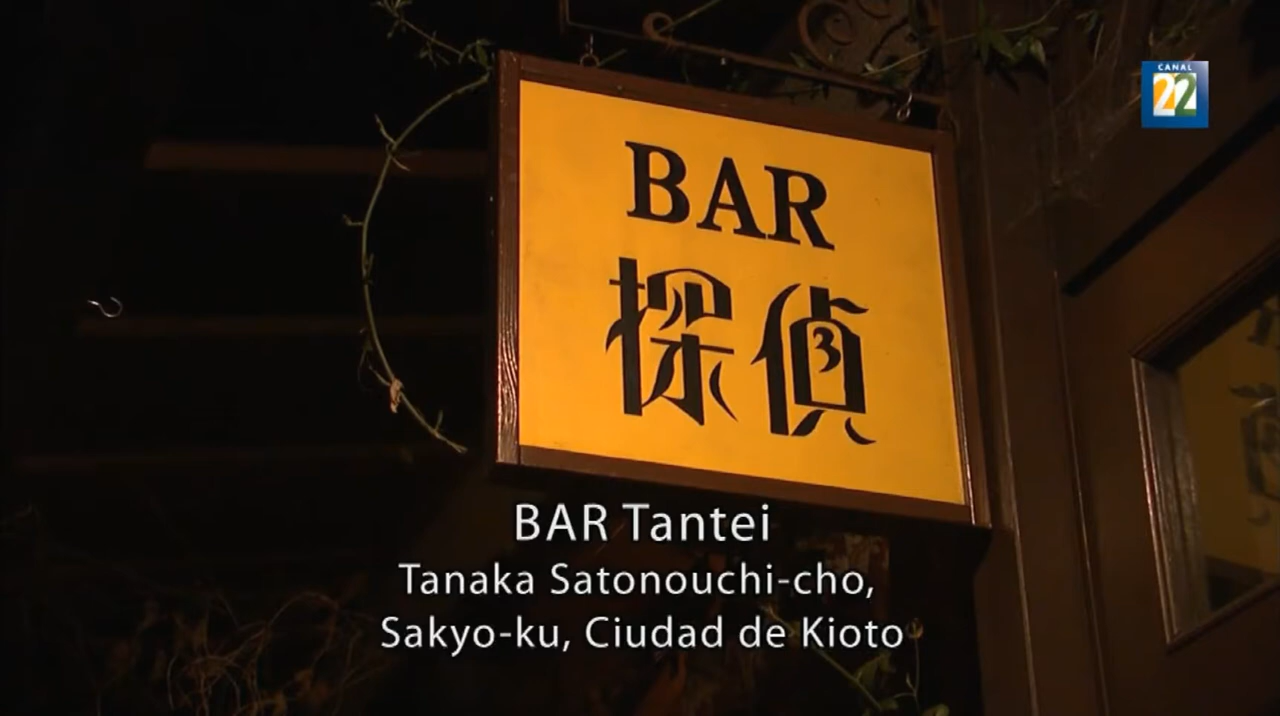 CANAL
22
BAR
探偵
BAR Tantei
Tanaka Satonouchi-cho,
Sakyo-ku, Ciudad de Kioto